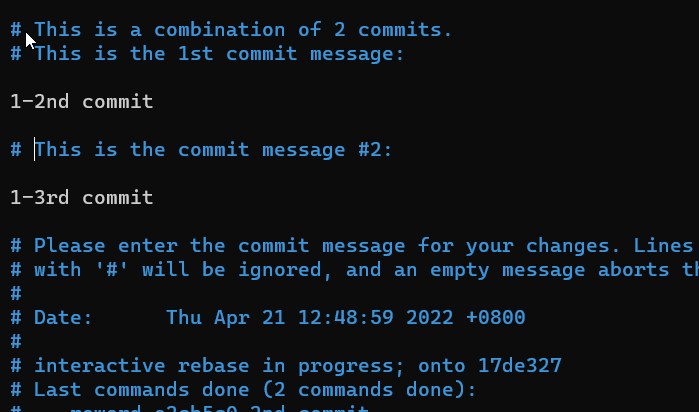 # This is a combination of 2 commits.
# This is the 1st commit message:
1-2nd commit
# This is the commit message #2:
1-3rd commit
# Please enter the commit message for your changes. Lines
# with '#' will be ignored, and an empty message aborts
#
# Date:      Thu Apr 21 12:48:59 2022 +0800
#
# interactive rebase in progress; onto 17de327
# Last commands done (2 commands done):
#